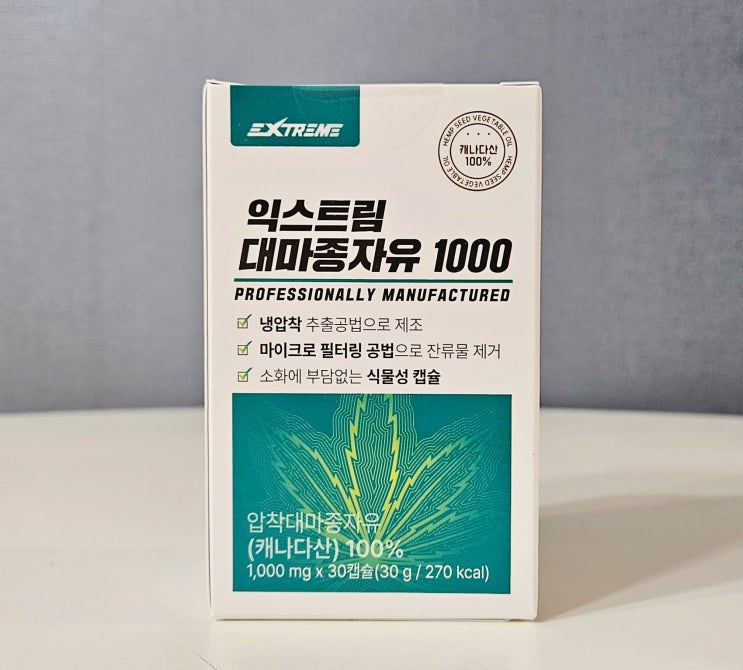 EXTREME
HEMP SEED VEGETABLE OIL
캐나다산
100%
HEMP SEED VEGETABLE OIL
익스트림
대마종자유 1000
PROFESSIONALLY MANUFACTURED
냉압착 추출공법으로 제조
마이크로 필터링 공법으로 잔류물 제거
소화에 부담없는 식물성 캡슐
압착대마종자유
(캐나다산) 100%
1,000 mg x 30캡슐(30 g / 270 kcal)